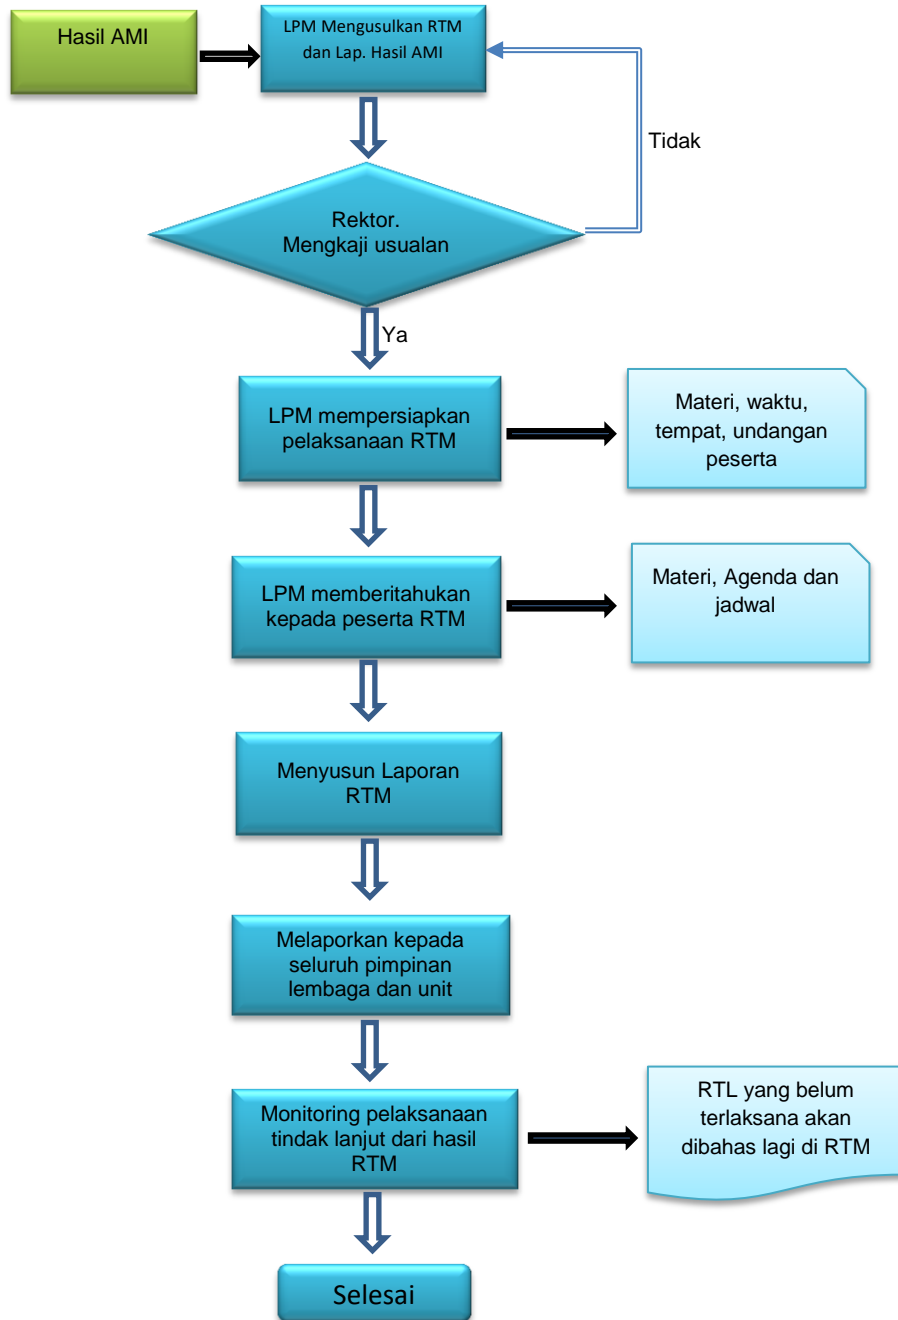 Hasil AMI
LPM Mengusulkan RTM
dan Lap. Hasil AMI
Tidak
Rektor.
Mengkaji usualan
Ya
LPM mempersiapkan
pelaksanaan RTM
Materi, waktu,
tempat, undangan
peserta
LPM memberitahukan
kepada peserta RTM
Materi, Agenda dan
jadwal
Menyusun Laporan
RTM
Melaporkan kepada
seluruh pimpinan
lembaga dan unit
Monitoring pelaksanaan
tindak lanjut dari hasil
RTM
RTL yang belum
terlaksana akan
dibahas lagi di RTM
Selesai